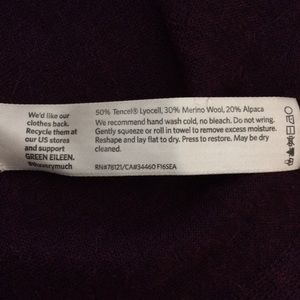 We'd like our
clothes back.
Recycle them at
our US stores
and support
GREEN EILEEN.
50% Tencel® Lyocell, 30% Merino Wool, 20% Alpaca
We recommend hand wash cold, no bleach. Do not wring.
Gently squeeze or roll in towel to remove excess moisture.
Reshape and lay flat to dry. Press to restore. May be dry
cleaned.
RN#78121/CA#34460 F16SEA